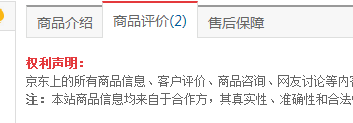 商品介绍 商品评价(2) 售后保障
权利声明：
京东上的所有商品信息、客户评价、商品咨询、网友讨论等内
注：本站商品信息均来自于合作方，其真实性、准确性和合法